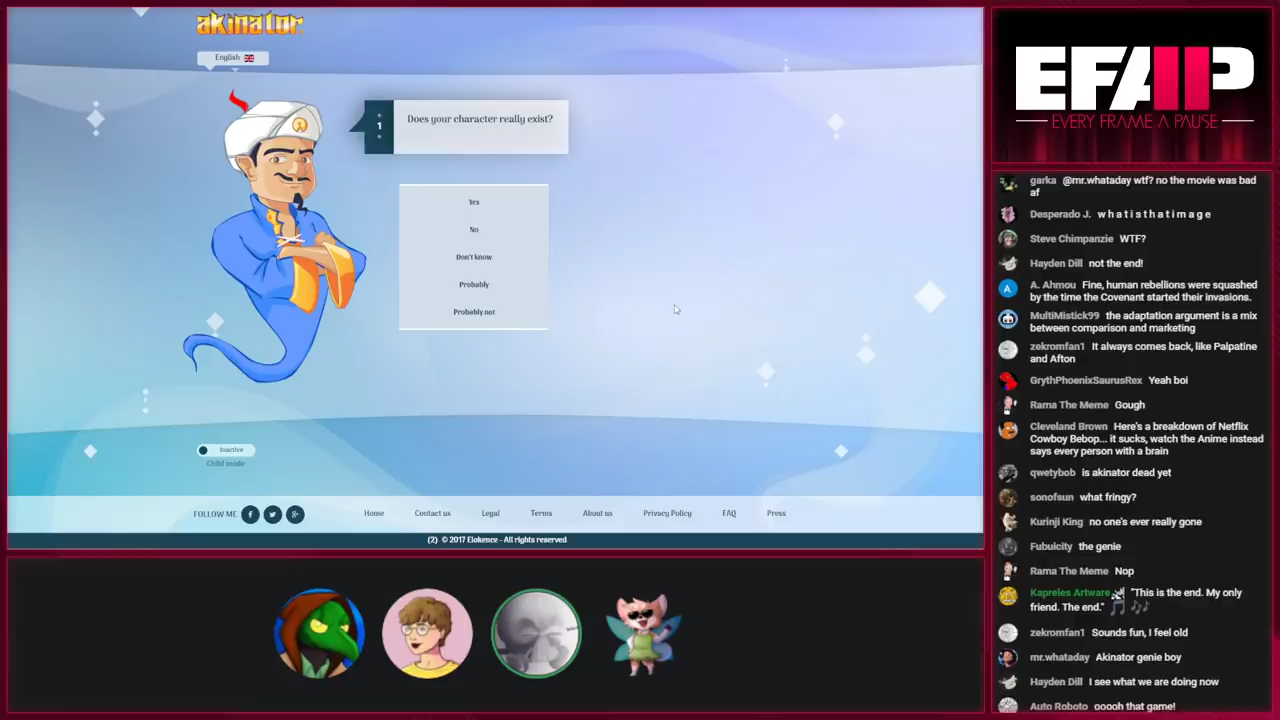 akinator
English
1
Does your character really exist?
Yes
No
Don't know
Probably
Probably not
Inactive
Child mode
FOLLOW ME
Home
Contact us
Legal
Terms
About us
Privacy Policy
FAQ
Press
(2) © 2017 Elokence - All rights reserved
EFAP
EVERY FRAME A PAUSE
garka @mr.whataday wtf? no the movie was bad
af
Desperado J. w h a t i s t h a t i m a g e
Steve Chimpanzie WTF?
Hayden Dill not the end!
A. Ahmou Fine, human rebellions were squashed
by the time the Covenant started their invasions.
MultiMistick99 the adaptation argument is a mix
between comparison and marketing
zekromfan1 It always comes back, like Palpatine
and Afton
GrythPhoenixSaurusRex Yeah boi
Rama The Meme Gough
Cleveland Brown Here's a breakdown of Netflix
Cowboy Bebop... it sucks, watch the Anime instead
says every person with a brain
qwetybob is akinator dead yet
sonofsun what fringy?
Kurinji King no one's ever really gone
Fubuicity the genie
Rama The Meme Nop
Kapreles Artware "This is the end. My only
friend. The end."
zekromfan1 Sounds fun, I feel old
mr.whataday Akinator genie boy
Hayden Dill I see what we are doing now
Auto Roboto ooooh that game!